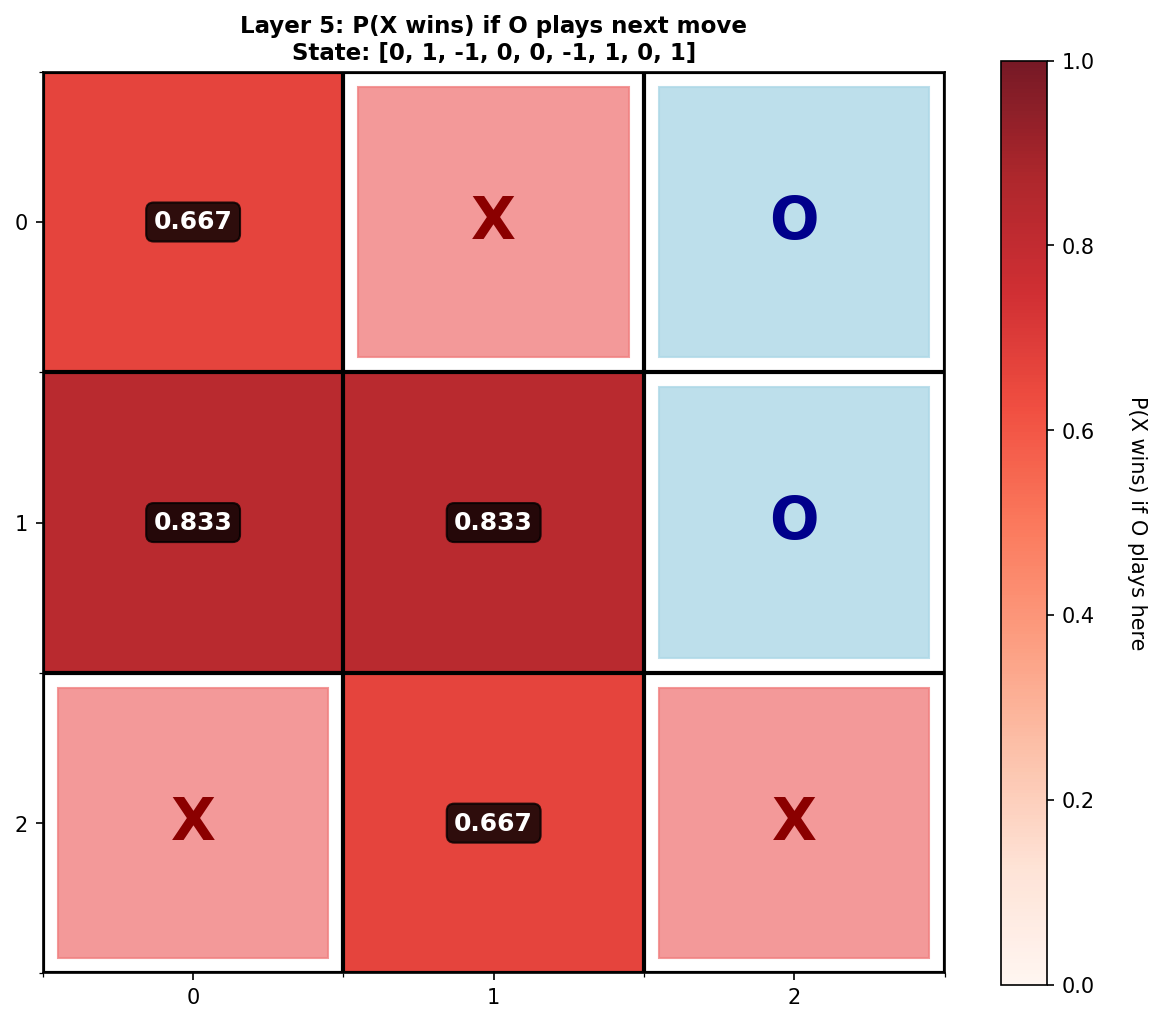 Layer 5: P(X wins) if O plays next move
State: [0, 1, -1, 0, 0, -1, 1, 0, 1]
0
0.667
X
O
1
0.833
0.833
O
2
X
0.667
X
0
1
2
1.0
0.8
0.6
0.4
0.2
0.0
P(X wins) if O plays here